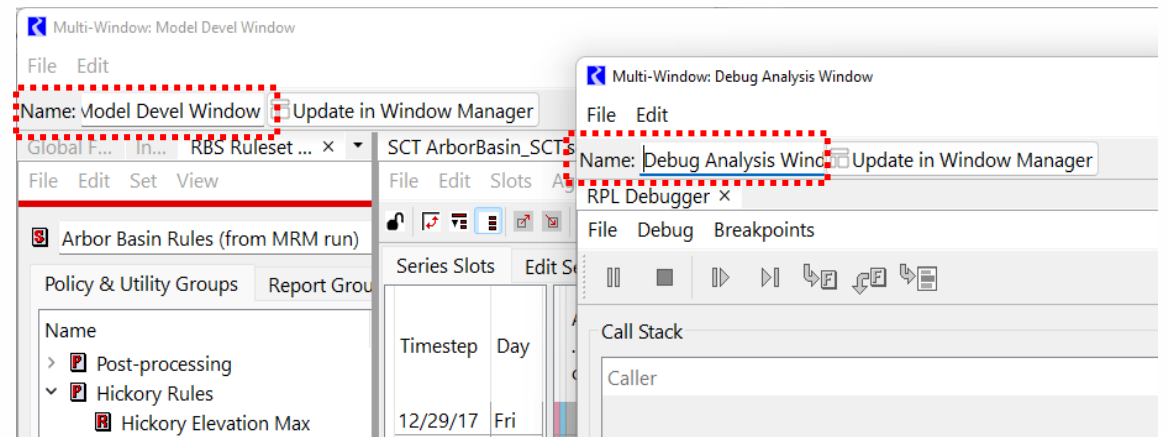 Multi-Window: Model Devel Window
File Edit
Name: Model Devel Window Update in Window Manager
Global F... In... RBS Ruleset ... ×
File Edit Set View
Arbor Basin Rules (from MRM run)
Policy & Utility Groups Report Grou
Name
P Post-processing
P Hickory Rules
R Hickory Elevation Max
SCT ArborBasin_SCT.s
File Edit Slots Ag
Series Slots Edit Se
Timestep Day
12/29/17 Fri
Multi-Window: Debug Analysis Window
File Edit
Name: Debug Analysis Wind Update in Window Manager
RPL Debugger ×
File Debug Breakpoints
Call Stack
Caller